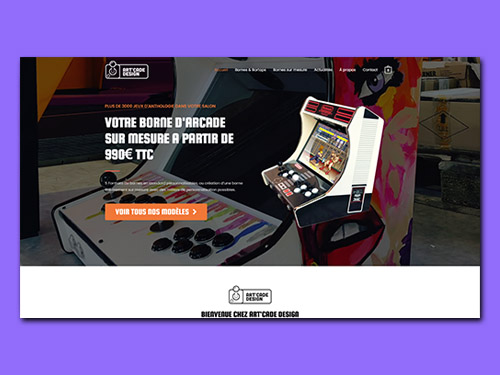 ART'CADE
DESIGN
Accueil Bornes & Bartops Bornes sur mesure Actualités À propos Contact
PLUS DE 3000 JEUX D'ANTHOLOGIE DANS VOTRE SALON
VOTRE BORNE D'ARCADE
SUR MESURE A PARTIR DE
990€ TTC
VOIR TOUS NOS MODÈLES
ART'CADE
DESIGN
BIENVENUE CHEZ ART'CADE DESIGN